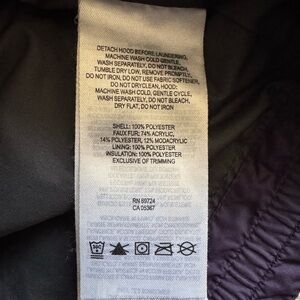 DETACH HOOD BEFORE LAUNDERING,
MACHINE WASH COLD GENTLE,
WASH SEPARATELY, DO NOT BLEACH,
TUMBLE DRY LOW, REMOVE PROMPTLY,
DO NOT IRON, DO NOT USE FABRIC SOFTENER,
DO NOT DRYCLEAN, HOOD:
MACHINE WASH COLD, GENTLE CYCLE,
WASH SEPARATELY, DO NOT BLEACH,
DRY FLAT, DO NOT IRON
SHELL: 100% POLYESTER
FAUX FUR: 74% ACRYLIC,
14% POLYESTER, 12% MODACRYLIC
LINING: 100% POLYESTER
INSULATION: 100% POLYESTER
EXCLUSIVE OF TRIMMING
RN 89724
CA 05367